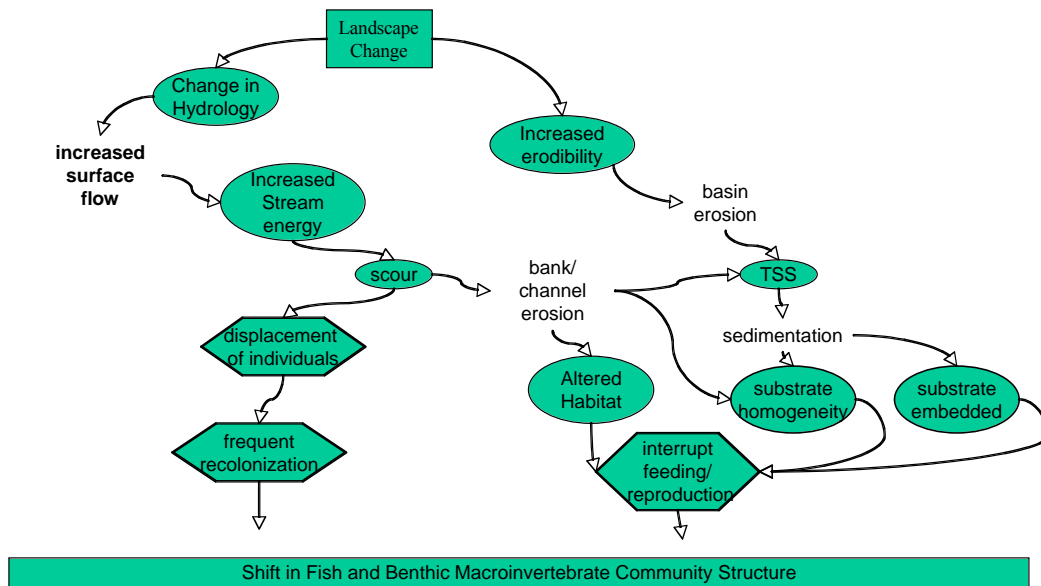 Landscape
Change
Change in
Hydrology
Increased
erodibility
increased
surface
flow
Increased
Stream
energy
basin
erosion
scour
bank/
channel
erosion
TSS
displacement
of individuals
sedimentation
Altered
Habitat
substrate
homogeneity
substrate
embedded
frequent
recolonization
interrupt
feeding/
reproduction
Shift in Fish and Benthic Macroinvertebrate Community Structure